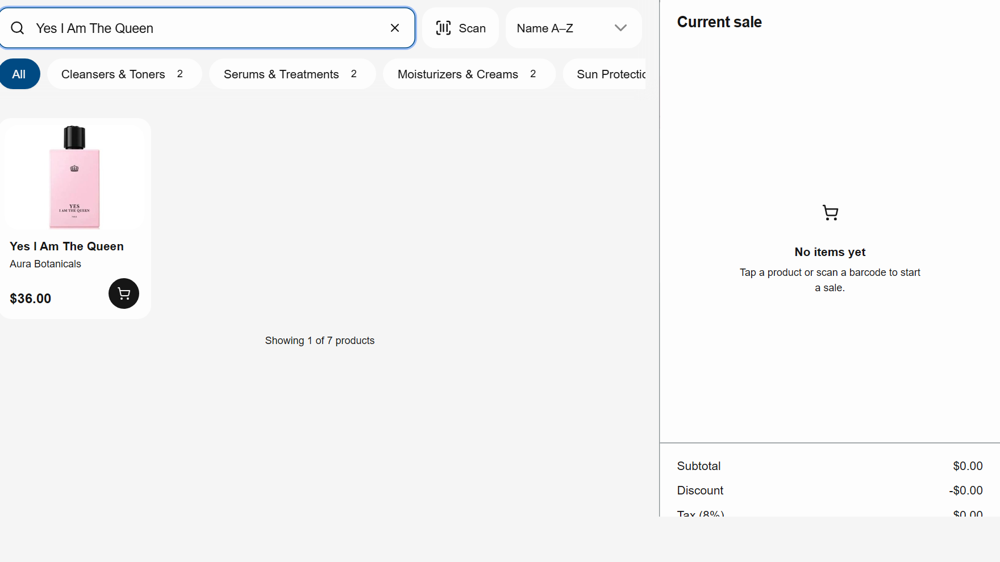 Yes I Am The Queen
Scan
Name A–Z
All
Cleansers & Toners 2
Serums & Treatments 2
Moisturizers & Creams 2
Sun Protectio
YES
I AM THE QUEEN
Yes I Am The Queen
Aura Botanicals
$36.00
Showing 1 of 7 products
Current sale
No items yet
Tap a product or scan a barcode to start
a sale.
Subtotal $0.00
Discount -$0.00
Tax (8%) $0.00